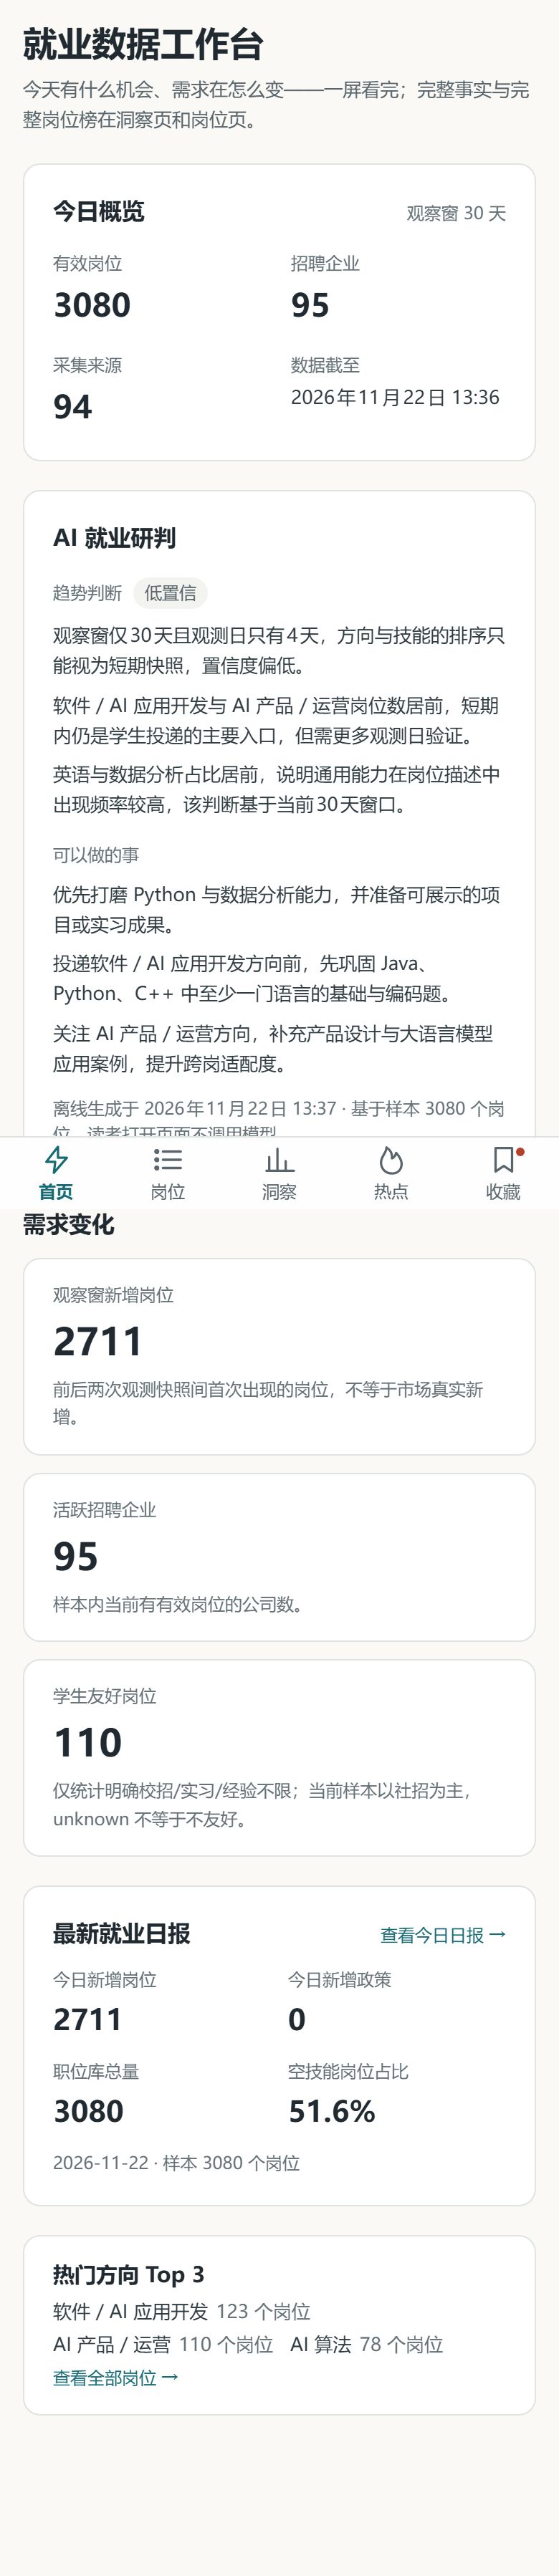 就业数据工作台
今天有什么机会、需求在怎么变——一屏看完；完整事实与完
整岗位榜在洞察页和岗位页。
今日概览
观察窗 30 天
有效岗位
招聘企业
3080
95
采集来源
数据截至
94
2026年11月22日 13:36
AI 就业研判
趋势判断 低置信
观察窗仅30天且观测日只有4天，方向与技能的排序只
能视为短期快照，置信度偏低。
软件 / AI 应用开发与 AI 产品 / 运营岗位数居前，短期
内仍是学生投递的主要入口，但需更多观测日验证。
英语与数据分析占比居前，说明通用能力在岗位描述中
出现频率较高，该判断基于当前30天窗口。
可以做的事
优先打磨 Python 与数据分析能力，并准备可展示的项
目或实习成果。
投递软件 / AI 应用开发方向前，先巩固 Java、
Python、C++ 中至少一门语言的基础与编码题。
关注 AI 产品 / 运营方向，补充产品设计与大语言模型
应用案例，提升跨岗适配度。
离线生成于 2026年11月22日 13:37 · 基于样本 3080 个岗
位，读者打开页面不调用模型
首页
岗位
洞察
热点
收藏
需求变化
观察窗新增岗位
2711
前后两次观测快照间首次出现的岗位，不等于市场真实新
增。
活跃招聘企业
95
样本内当前有有效岗位的公司数。
学生友好岗位
110
仅统计明确校招/实习/经验不限；当前样本以社招为主，
unknown 不等于不友好。
最新就业日报
查看今日日报 →
今日新增岗位
今日新增政策
2711
0
职位库总量
空技能岗位占比
3080
51.6%
2026-11-22 · 样本 3080 个岗位
热门方向 Top 3
软件 / AI 应用开发 123 个岗位
AI 产品 / 运营 110 个岗位 AI 算法 78 个岗位
查看全部岗位 →